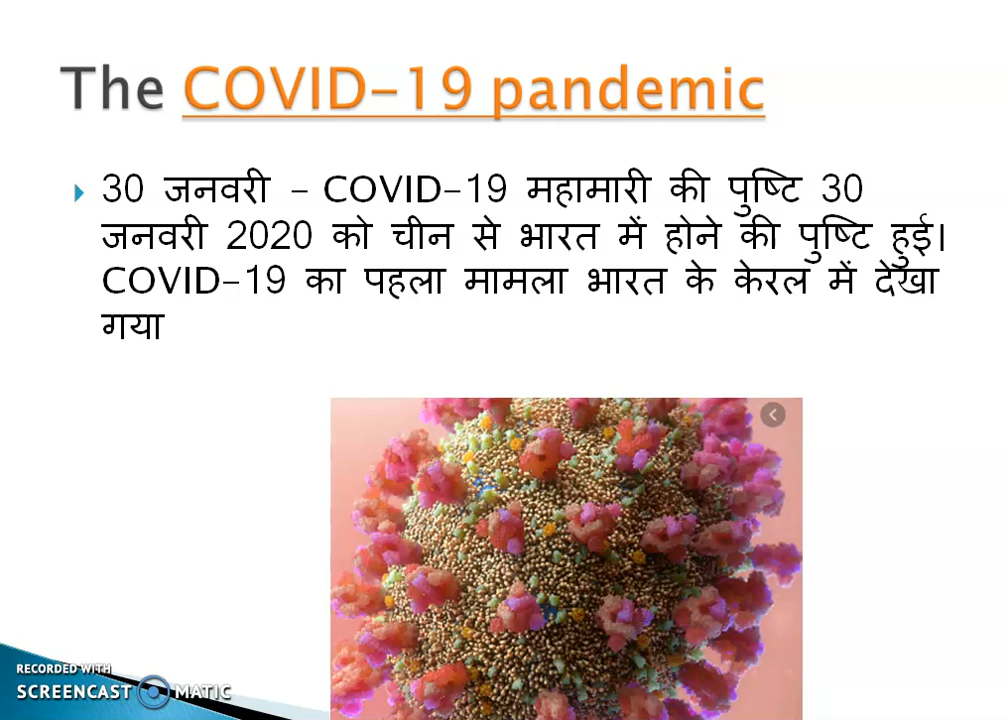 The COVID-19 pandemic
30 जनवरी - COVID-19 महामारी की पुष्टि 30
जनवरी 2020 को चीन से भारत में होने की पुष्टि हुई।
COVID-19 का पहला मामला भारत के केरल में देखा
गया
RECORDED WITH
SCREENCAST MATIC